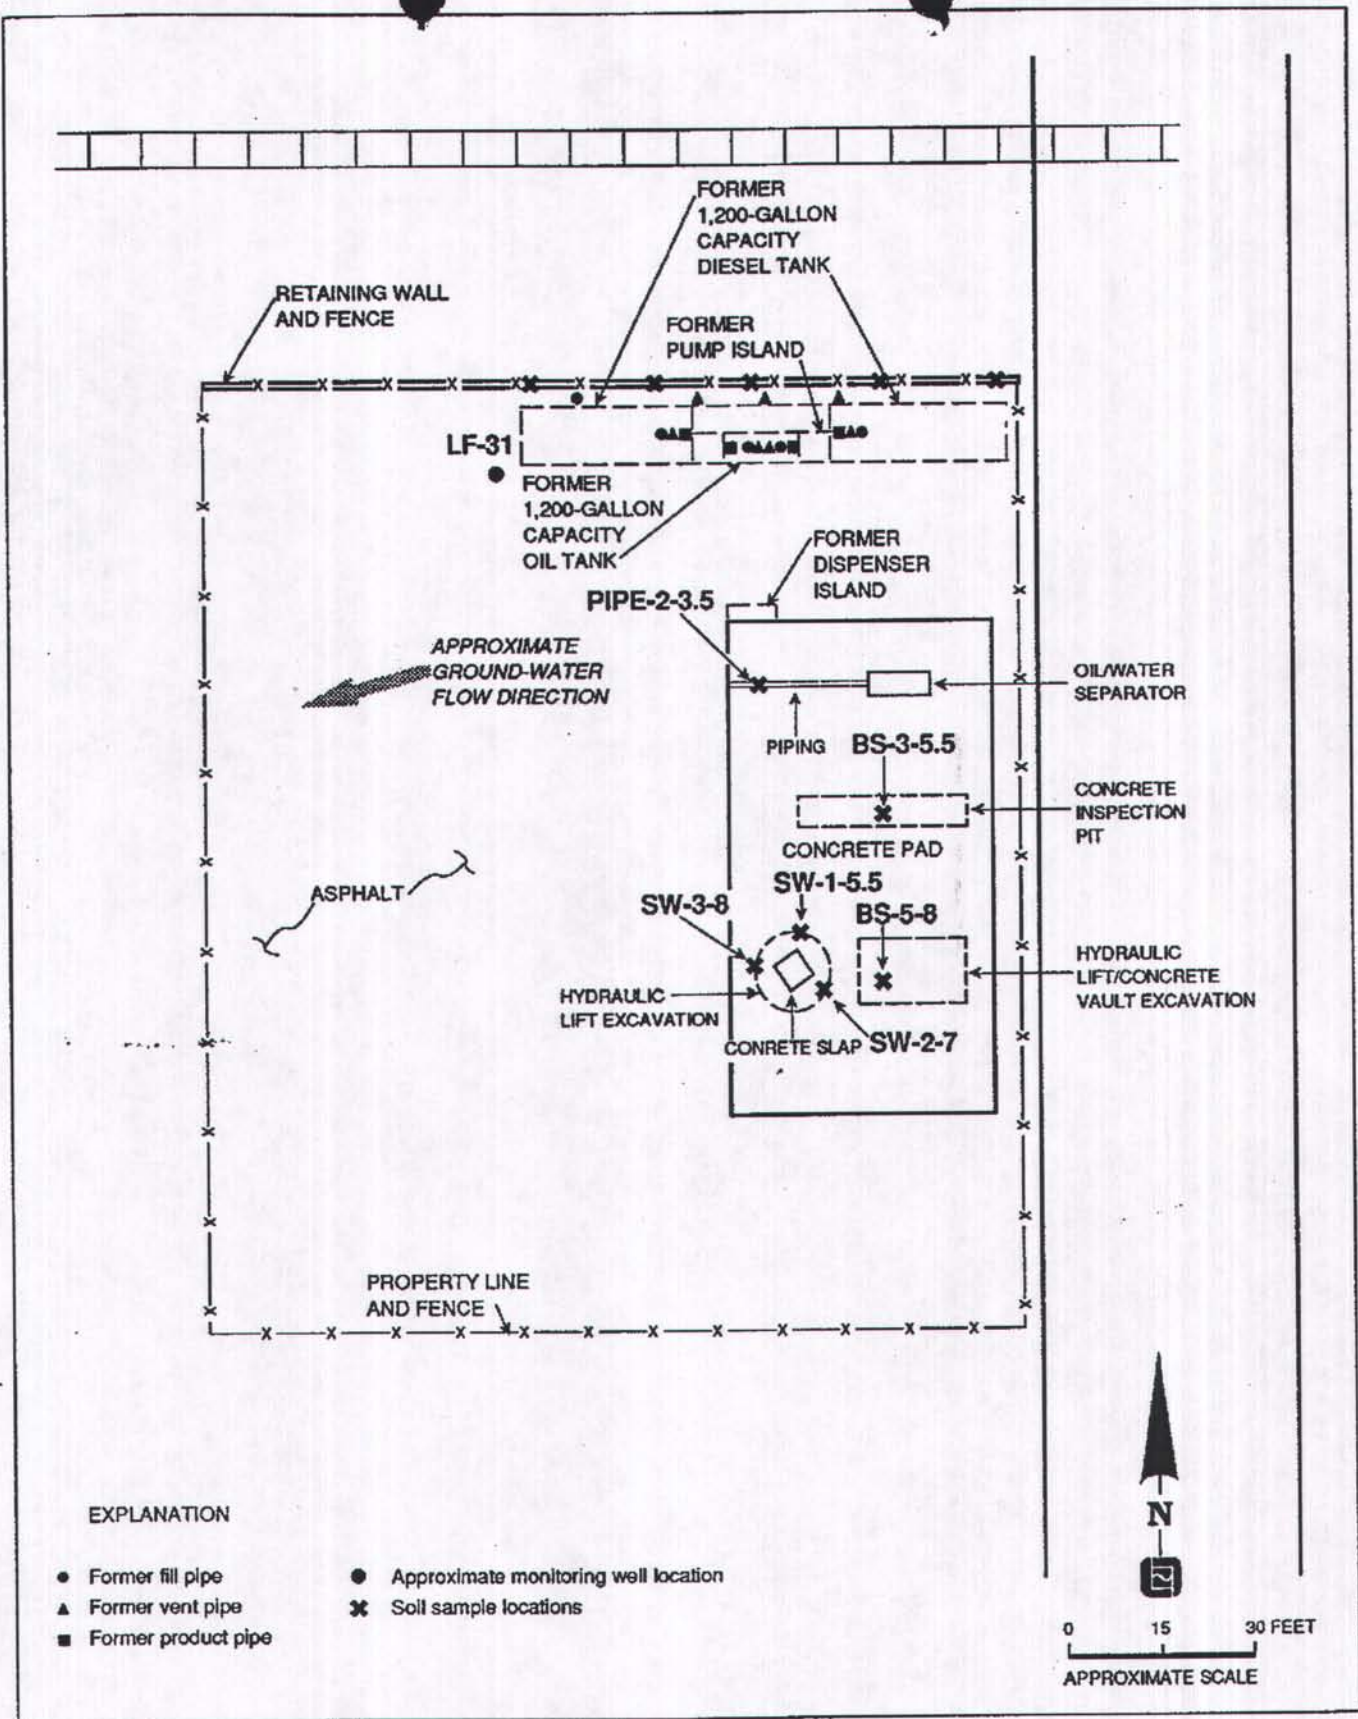 FORMER
1,200-GALLON
CAPACITY
DIESEL TANK
RETAINING WALL
AND FENCE
FORMER
PUMP ISLAND
LF-31
FORMER
1,200-GALLON
CAPACITY
OIL TANK
FORMER
DISPENSER
ISLAND
PIPE-2-3.5
APPROXIMATE
GROUND-WATER
FLOW DIRECTION
OIL/WATER
SEPARATOR
PIPING
BS-3-5.5
CONCRETE
INSPECTION
PIT
CONCRETE PAD
ASPHALT
SW-1-5.5
SW-3-8
BS-5-8
HYDRAULIC
LIFT/CONCRETE
VAULT EXCAVATION
HYDRAULIC
LIFT EXCAVATION
CONRETE SLAP
SW-2-7
PROPERTY LINE
AND FENCE
EXPLANATION
Former fill pipe
Former vent pipe
Former product pipe
Approximate monitoring well location
Soil sample locations
N
0 15 30 FEET
APPROXIMATE SCALE